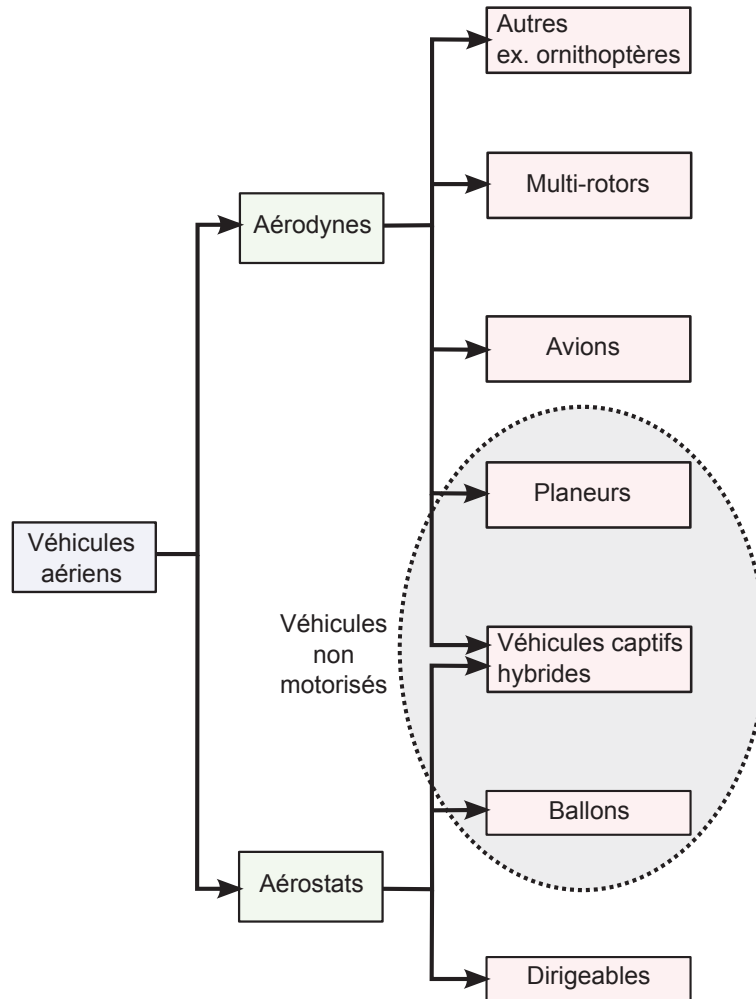 Autres
ex. ornithoptères
Multi-rotors
Aérodynes
Avions
Planeurs
Véhicules
aériens
Véhicules
non
motorisés
Véhicules captifs
hybrides
Ballons
Aérostats
Dirigeables